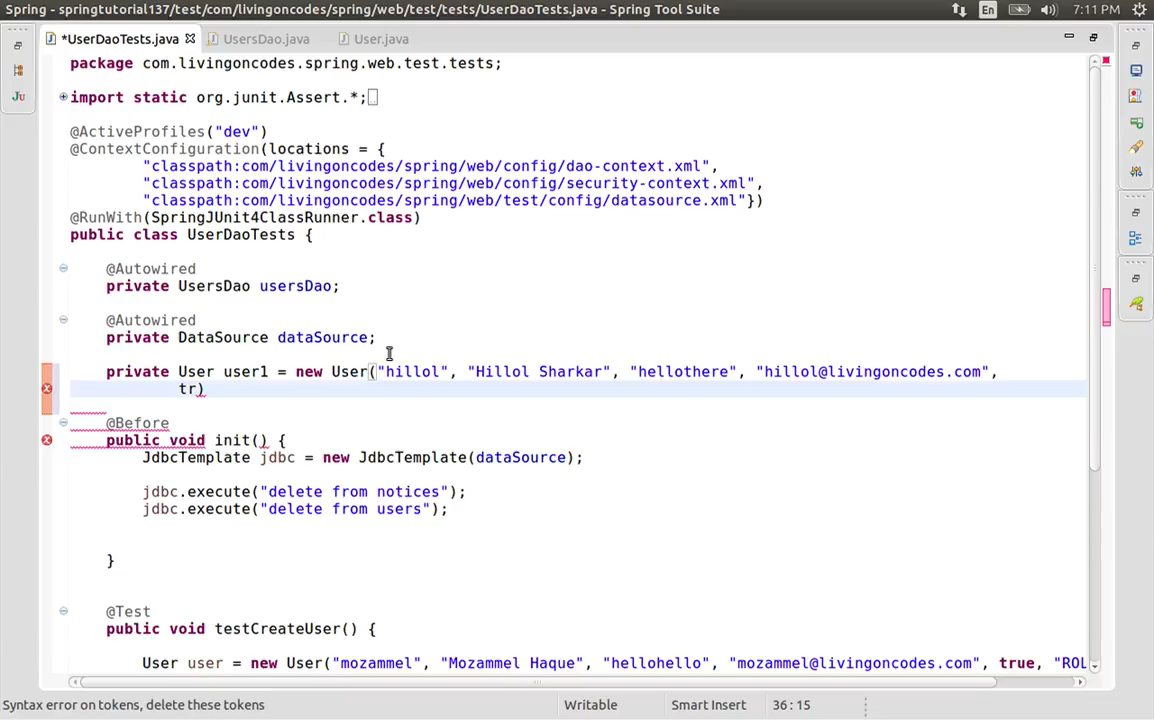 Spring - springtutorial137/test/com/livingoncodes/spring/web/test/tests/UserDaoTests.java - Spring Tool Suite
En
7:11 PM
*UserDaoTests.java
UsersDao.java
User.java
package com.livingoncodes.spring.web.test.tests;
import static org.junit.Assert.*;
@ActiveProfiles("dev")
@ContextConfiguration(locations = {
"classpath:com/livingoncodes/spring/web/config/dao-context.xml",
"classpath:com/livingoncodes/spring/web/config/security-context.xml",
"classpath:com/livingoncodes/spring/web/test/config/datasource.xml"})
@RunWith(SpringJUnit4ClassRunner.class)
public class UserDaoTests {
@Autowired
private UsersDao usersDao;
@Autowired
private DataSource dataSource;
private User user1 = new User("hillol", "Hillol Sharkar", "hellothere", "hillol@livingoncodes.com",
tr)
@Before
public void init() {
JdbcTemplate jdbc = new JdbcTemplate(dataSource);
jdbc.execute("delete from notices");
jdbc.execute("delete from users");
}
@Test
public void testCreateUser() {
User user = new User("mozammel", "Mozammel Haque", "hellohello", "mozammel@livingoncodes.com", true, "ROL
Syntax error on tokens, delete these tokens
Writable
Smart Insert
36:15